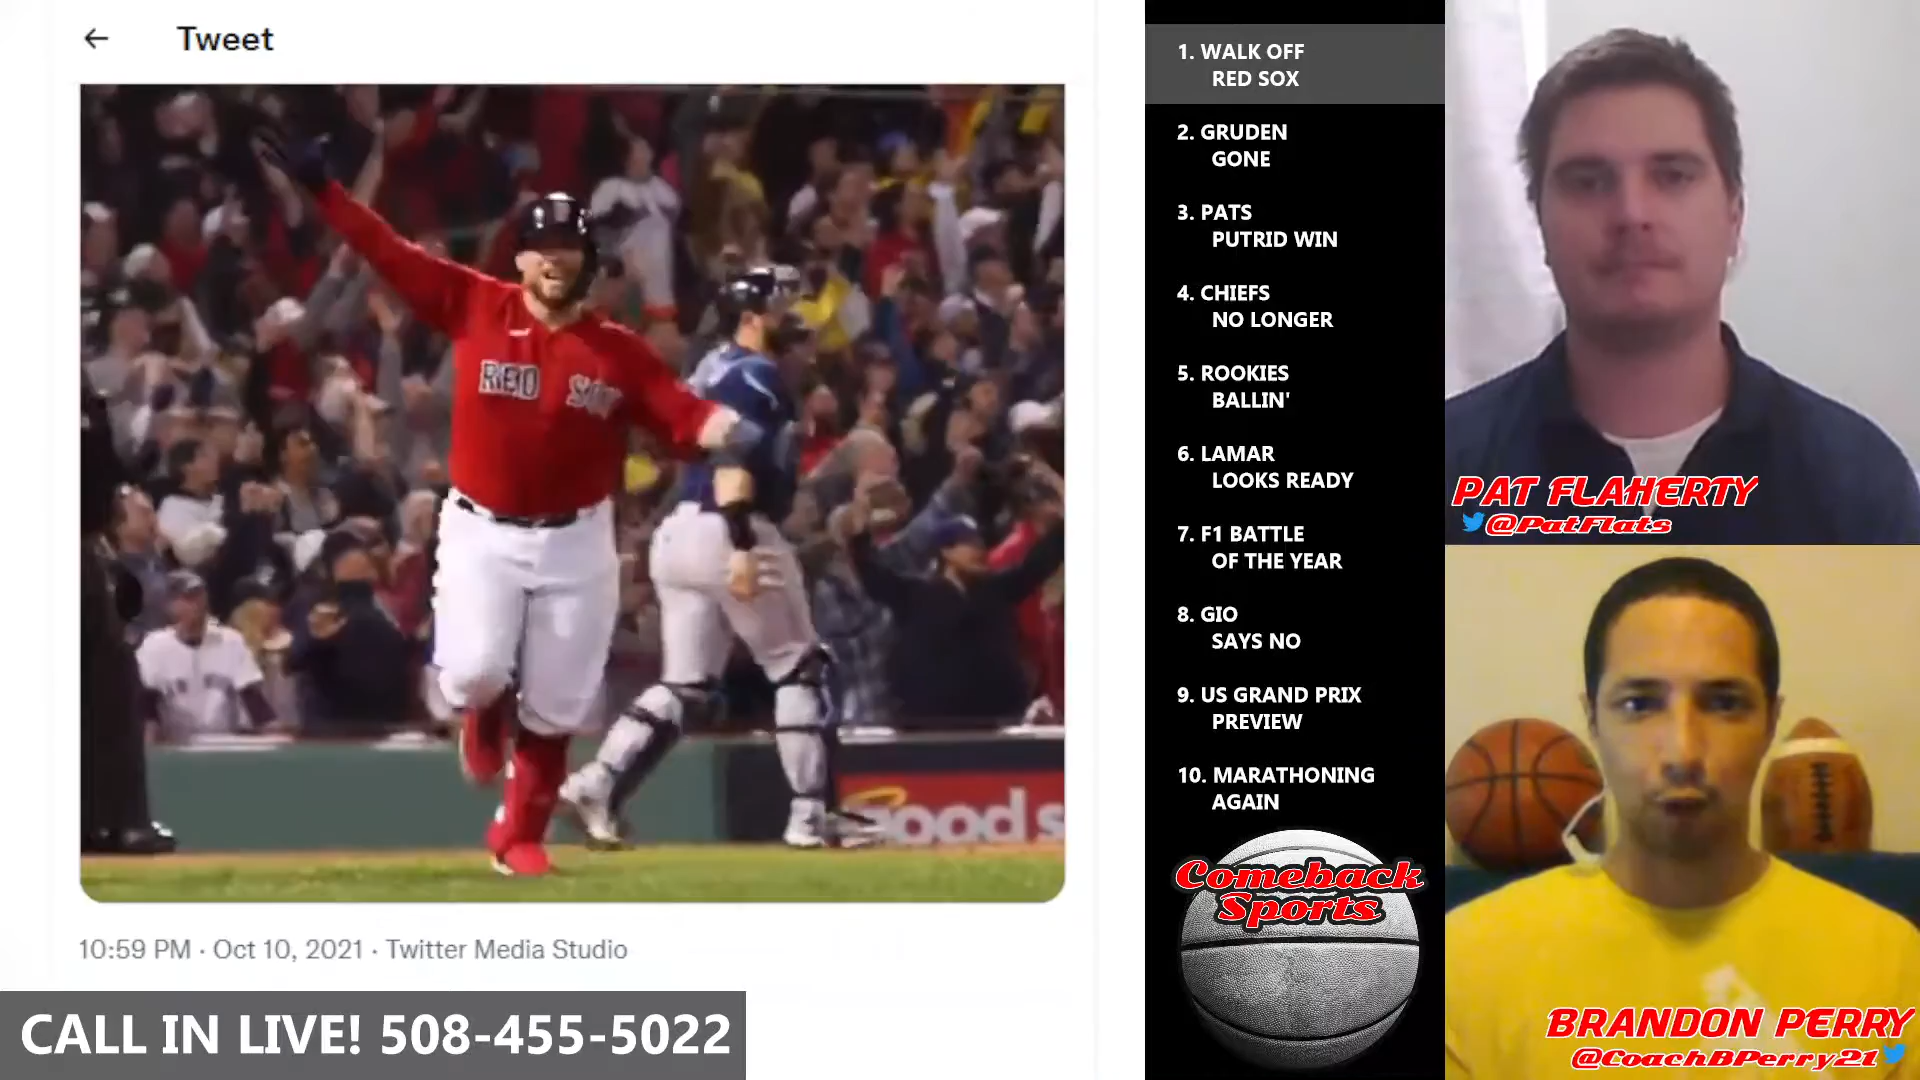 Tweet
RED SOX
good s
10:59 PM · Oct 10, 2021 · Twitter Media Studio
CALL IN LIVE! 508-455-5022
1. WALK OFF
RED SOX
2. GRUDEN
GONE
3. PATS
PUTRID WIN
4. CHIEFS
NO LONGER
5. ROOKIES
BALLIN'
6. LAMAR
LOOKS READY
7. F1 BATTLE
OF THE YEAR
8. GIO
SAYS NO
9. US GRAND PRIX
PREVIEW
10. MARATHONING
AGAIN
Comeback
Sports
PAT FLAHERTY
@PatFlats
BRANDON PERRY
@CoachBPerry21